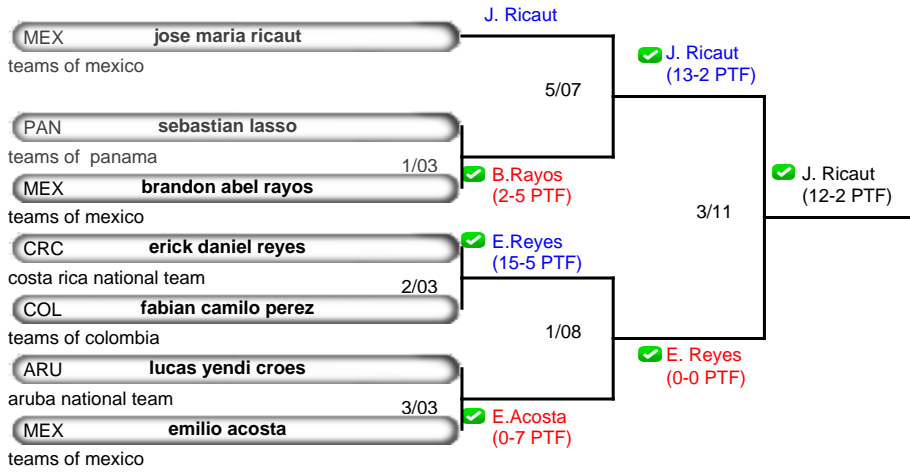 J. Ricaut
MEX jose maria ricaut
teams of mexico
J. Ricaut
(13-2 PTF)
5/07
PAN sebastian lasso
teams of  panama
1/03
MEX brandon abel rayos
B.Rayos
(2-5 PTF)
teams of mexico
J. Ricaut
(12-2 PTF)
3/11
CRC erick daniel reyes
E.Reyes
(15-5 PTF)
costa rica national team
2/03
COL fabian camilo perez
teams of colombia
1/08
ARU lucas yendi croes
E. Reyes
(0-0 PTF)
aruba national team
3/03
MEX emilio acosta
E.Acosta
(0-7 PTF)
teams of mexico